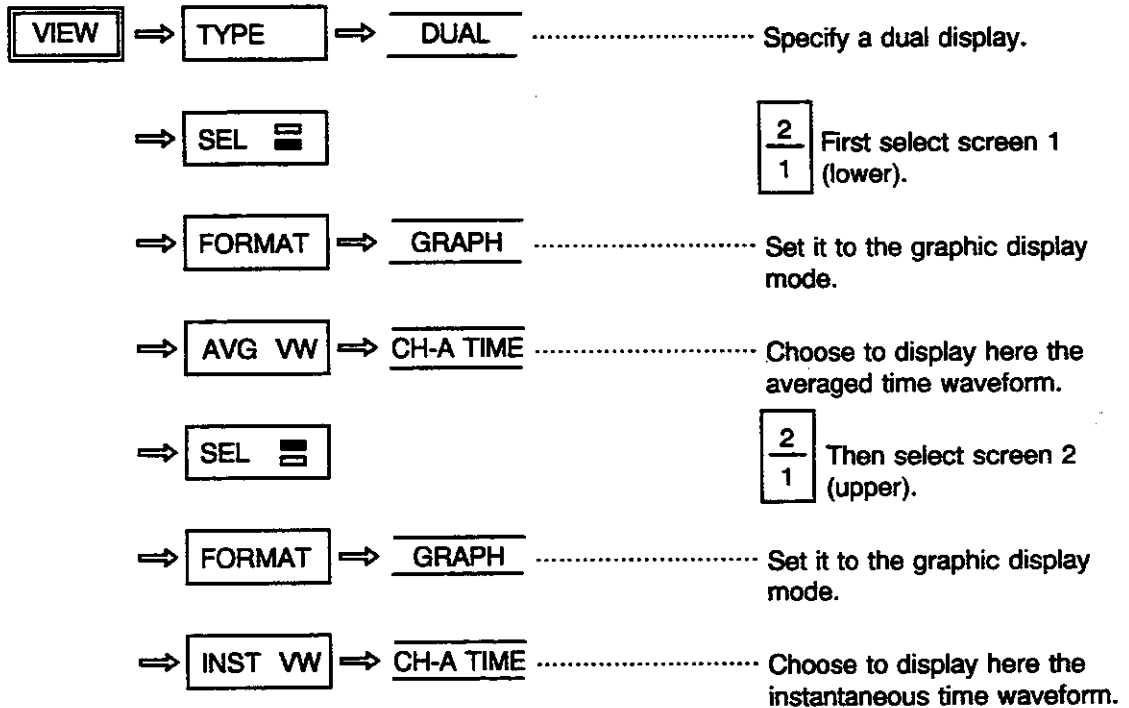 VIEW ⇒ TYPE ⇒ DUAL ........................ Specify a dual display.
⇒ SEL
2
1
First select screen 1
(lower).
⇒ FORMAT ⇒ GRAPH ........................ Set it to the graphic display
mode.
⇒ AVG VW ⇒ CH-A TIME ........................ Choose to display here the
averaged time waveform.
⇒ SEL
2
1
Then select screen 2
(upper).
⇒ FORMAT ⇒ GRAPH ........................ Set it to the graphic display
mode.
⇒ INST VW ⇒ CH-A TIME ........................ Choose to display here the
instantaneous time waveform.